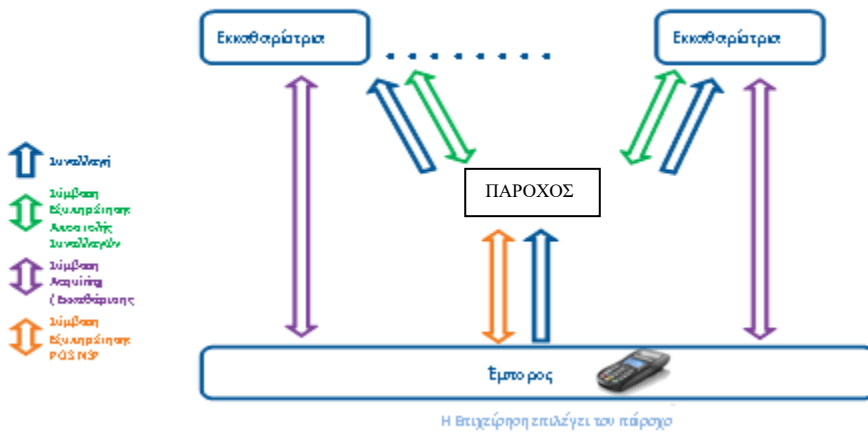 Εκκαθαρίστρια
Εκκαθαρίστρια
ΠΑΡΟΧΟΣ
Συναλλαγή
Σύμβαση
Εξυπηρέτησης
Αποστολής
Συναλλαγών
Σύμβαση
Acquiring
(Εκκαθάρισης
Σύμβαση
Εξυπηρέτησης
POS NSP
Έμπορος
Η Επιχείρηση επιλέγει τον πάροχο